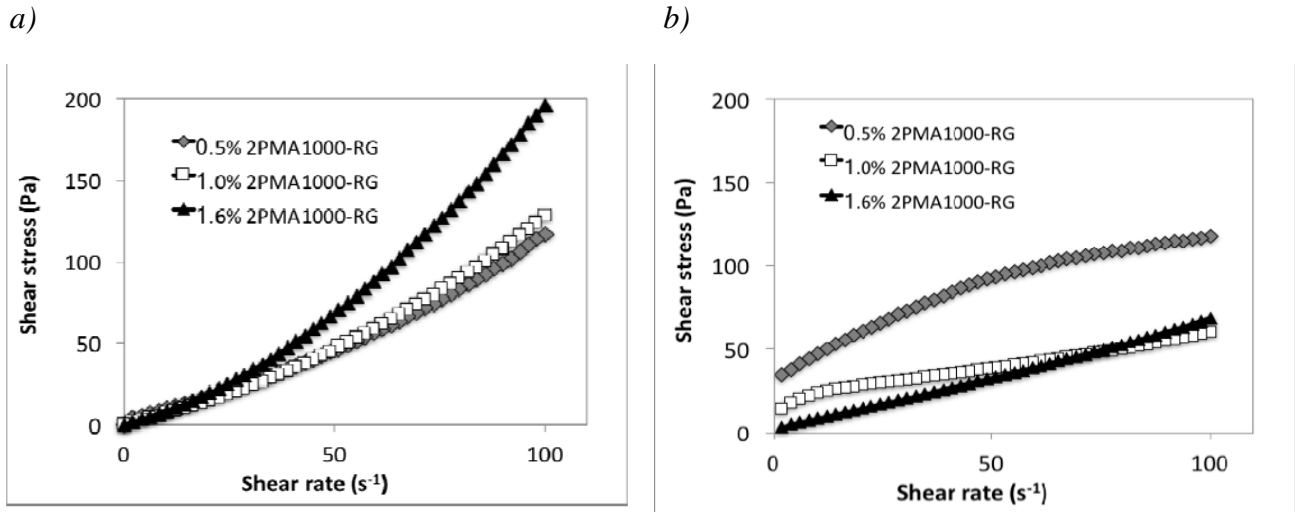 a)
b)
200
150
100
50
0
0
50
100
Shear stress (Pa)
Shear rate (s⁻¹)
0.5% 2PMA1000-RG
1.0% 2PMA1000-RG
1.6% 2PMA1000-RG
200
150
100
50
0
0
50
100
Shear stress (Pa)
Shear rate (s⁻¹)
0.5% 2PMA1000-RG
1.0% 2PMA1000-RG
1.6% 2PMA1000-RG